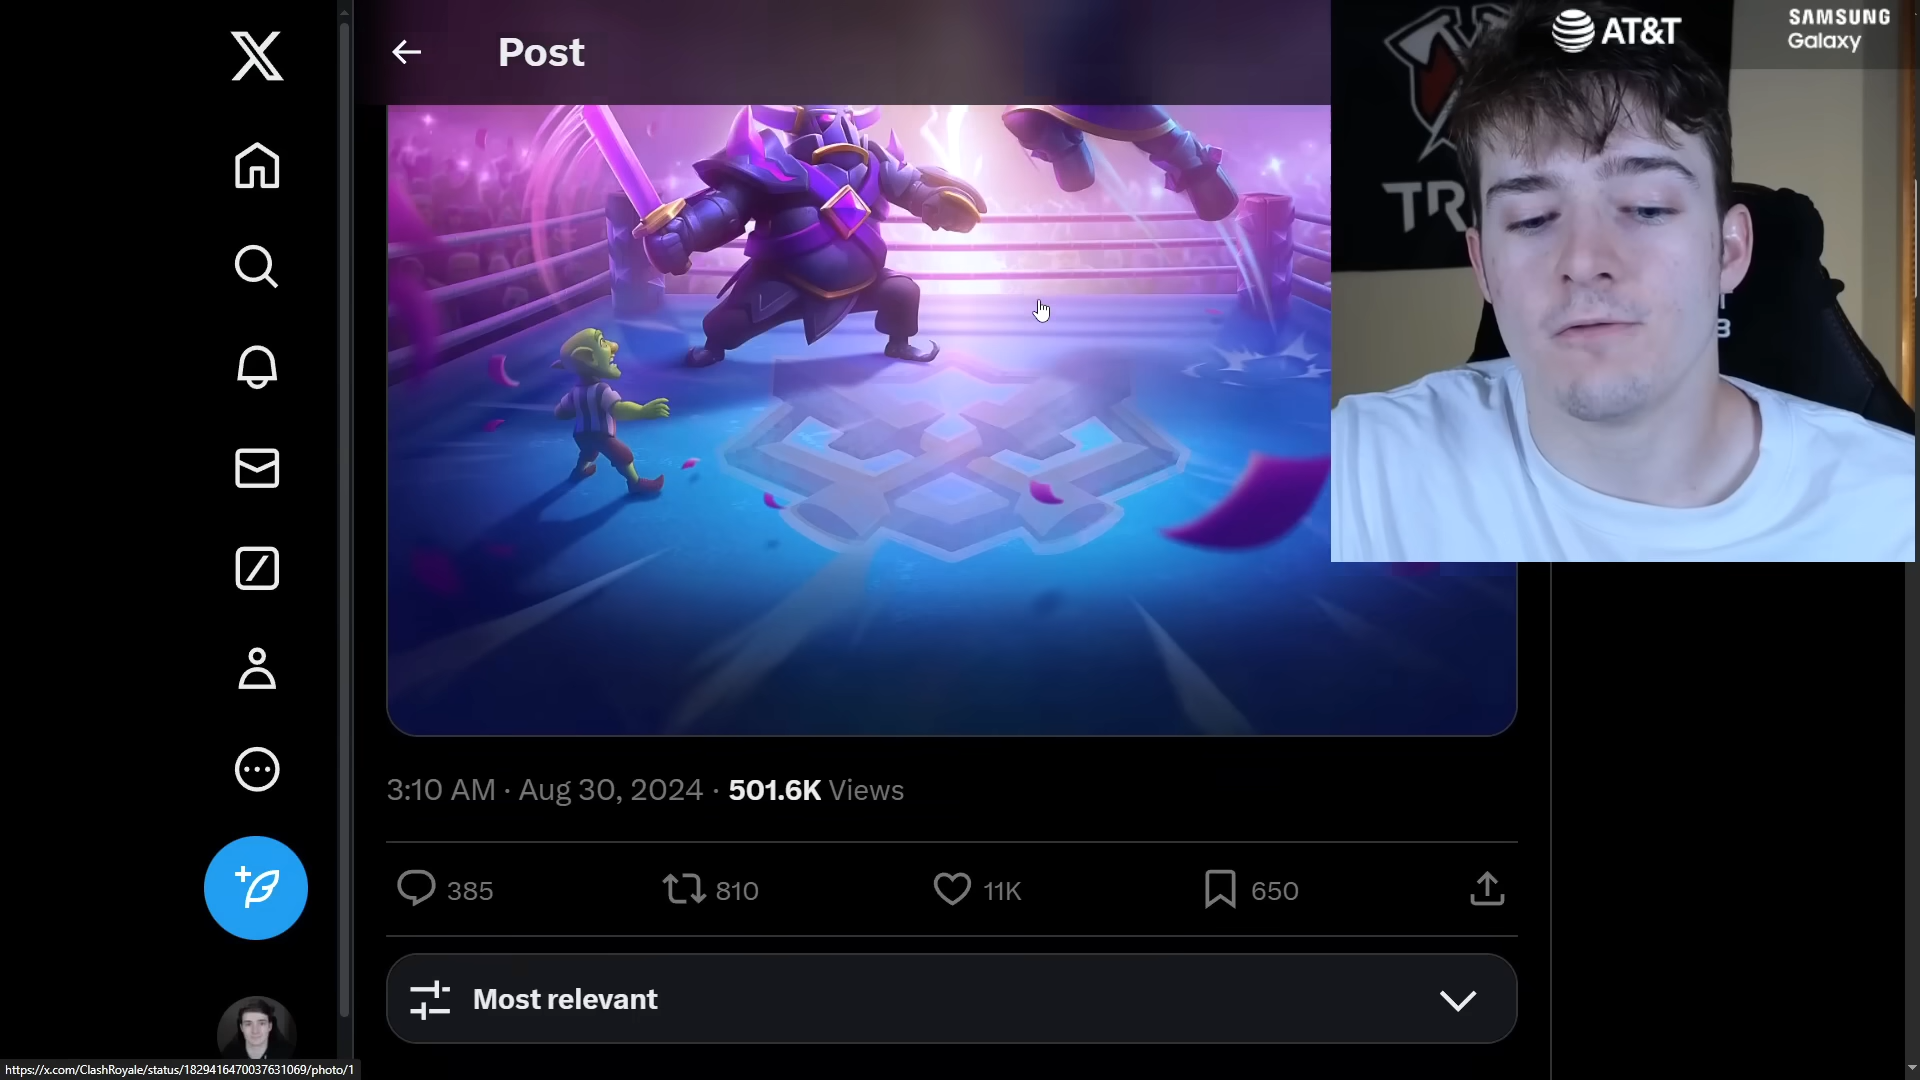 Post
AT&T
SAMSUNG
Galaxy
TR
3
3:10 AM · Aug 30, 2024 · 501.6K Views
385
810
11K
650
Most relevant
https://x.com/ClashRoyale/status/1829416470037631069/photo/1